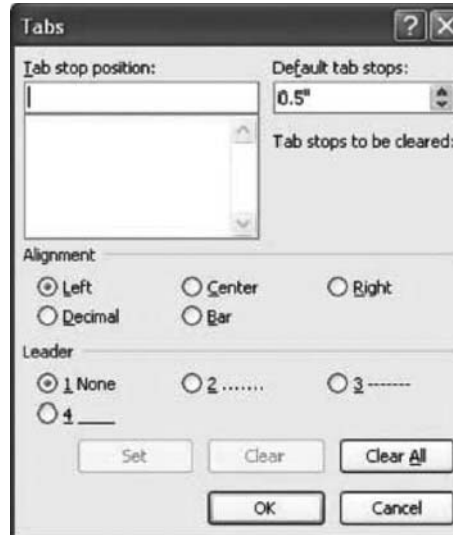 Tabs
Tab stop position: Default tab stops:
0.5"
Tab stops to be cleared:
Alignment
Left Center Right
Decimal Bar
Leader
1 None 2 ....... 3 -------
4 ___
Set Clear Clear All
OK Cancel